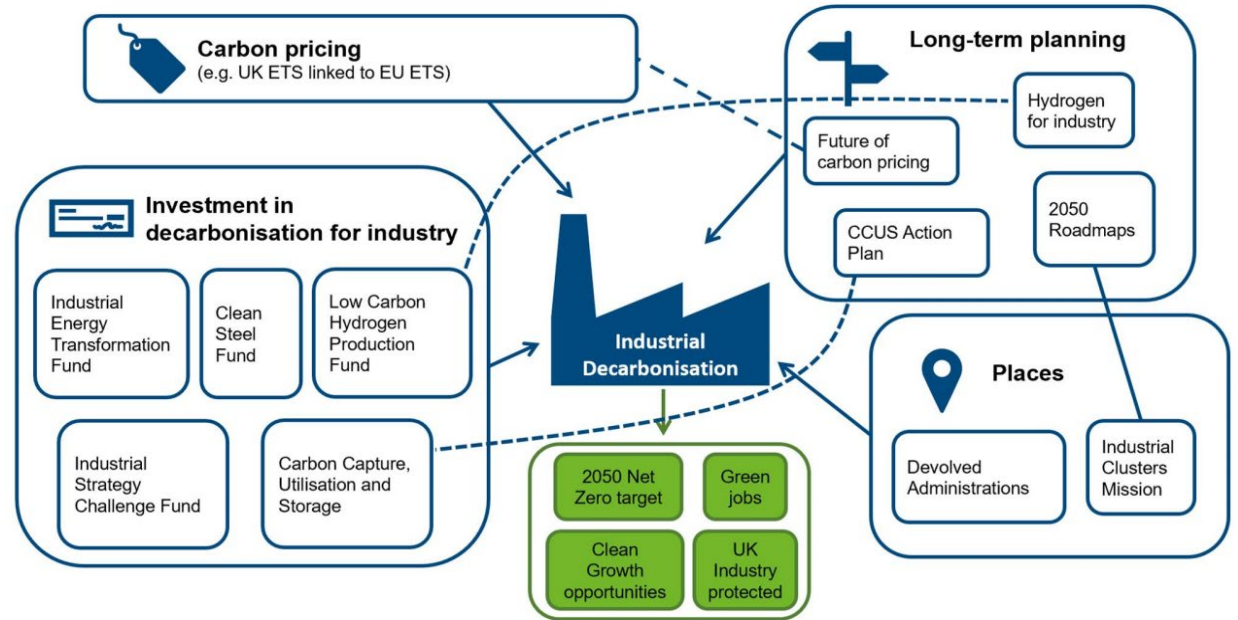 Carbon pricing
(e.g. UK ETS linked to EU ETS)
Long-term planning
Hydrogen
for industry
Future of
carbon pricing
2050
Roadmaps
CCUS Action
Plan
Investment in
decarbonisation for industry
Industrial
Energy
Transformation
Fund
Clean
Steel
Fund
Low Carbon
Hydrogen
Production
Fund
Industrial
Strategy
Challenge Fund
Carbon Capture,
Utilisation and
Storage
Industrial
Decarbonisation
Places
Devolved
Administrations
Industrial
Clusters
Mission
2050 Net
Zero target
Green
jobs
Clean
Growth
opportunities
UK
Industry
protected